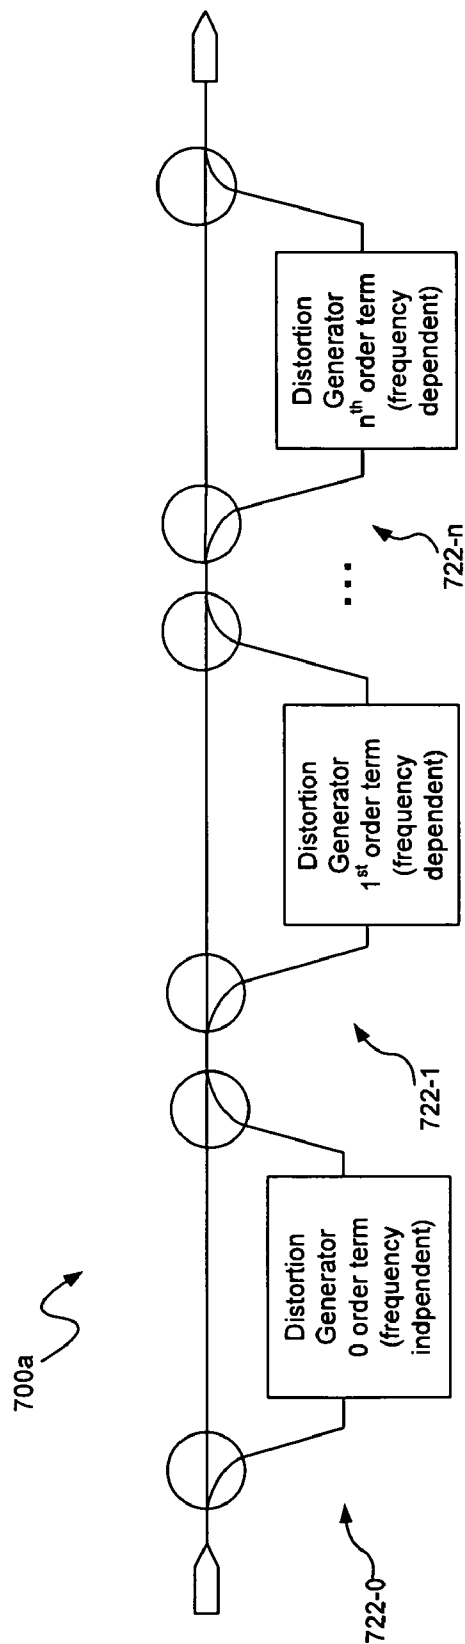 700a
Distortion
Generator
0 order term
(frequency
indpendent)
722-0
Distortion
Generator
1st order term
(frequency
dependent)
722-1
...
Distortion
Generator
nth order term
(frequency
dependent)
722-n